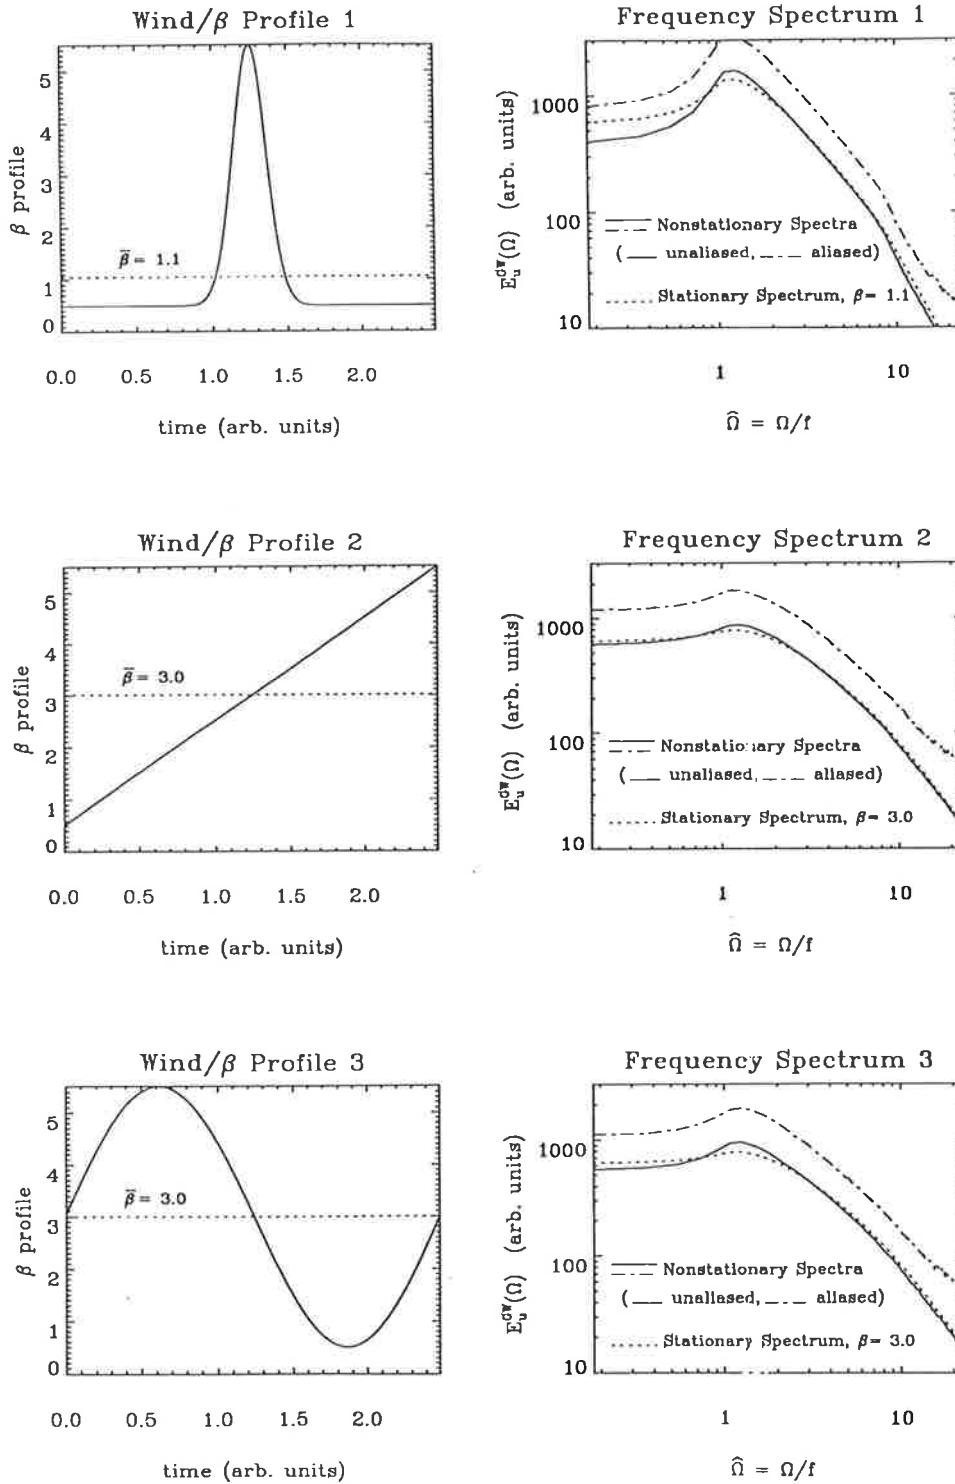 Wind/β Profile 1
5
4
3
2
1
0
β profile
β̅ = 1.1
0.0 0.5 1.0 1.5 2.0
time (arb. units)
Frequency Spectrum 1
1000
100
10
E_u^GW(Ω) (arb. units)
Nonstationary Spectra
( unaliased, aliased)
Stationary Spectrum, β= 1.1
1 10
Ω̂ = Ω/f
Wind/β Profile 2
5
4
3
2
1
0
β profile
β̅ = 3.0
0.0 0.5 1.0 1.5 2.0
time (arb. units)
Frequency Spectrum 2
1000
100
10
E_u^GW(Ω) (arb. units)
Nonstationary Spectra
( unaliased, aliased)
Stationary Spectrum, β= 3.0
1 10
Ω̂ = Ω/f
Wind/β Profile 3
5
4
3
2
1
0
β profile
β̅ = 3.0
0.0 0.5 1.0 1.5 2.0
time (arb. units)
Frequency Spectrum 3
1000
100
10
E_u^GW(Ω) (arb. units)
Nonstationary Spectra
( unaliased, aliased)
Stationary Spectrum, β= 3.0
1 10
Ω̂ = Ω/f